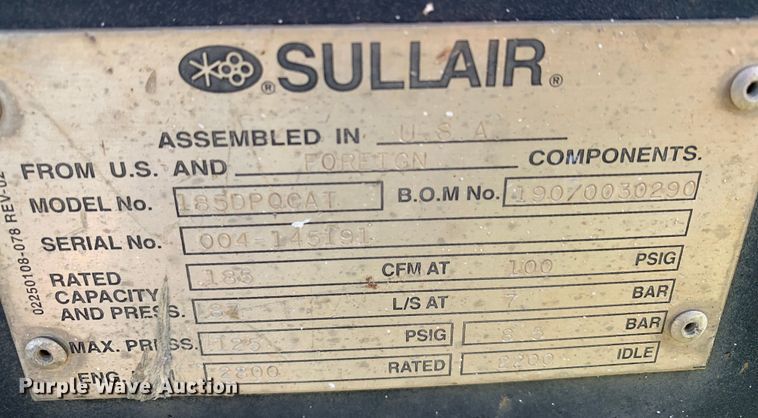 ® SULLAIR®
ASSEMBLED IN U S A
FROM U.S. AND FOREIGN COMPONENTS.
MODEL No. 185DPQCAT B.O.M No. 190/0030290
SERIAL No. 004-145191
RATED CAPACITY AND PRESS. 185 CFM AT 100 PSIG
87 L/S AT 7 BAR
MAX. PRESS. 125 PSIG BAR
ENG. 2200 RATED 2200 IDLE
02250108-078 REV-02
Purple Wave Auction